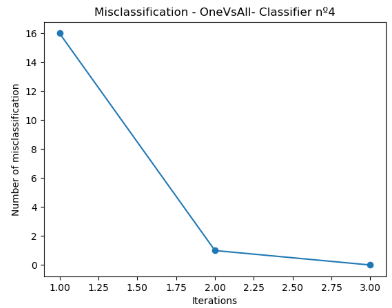 Misclassification - OneVsAll- Classifier nº4
Number of misclassification
16
14
12
10
8
6
4
2
0
1.00 1.25 1.50 1.75 2.00 2.25 2.50 2.75 3.00
Iterations